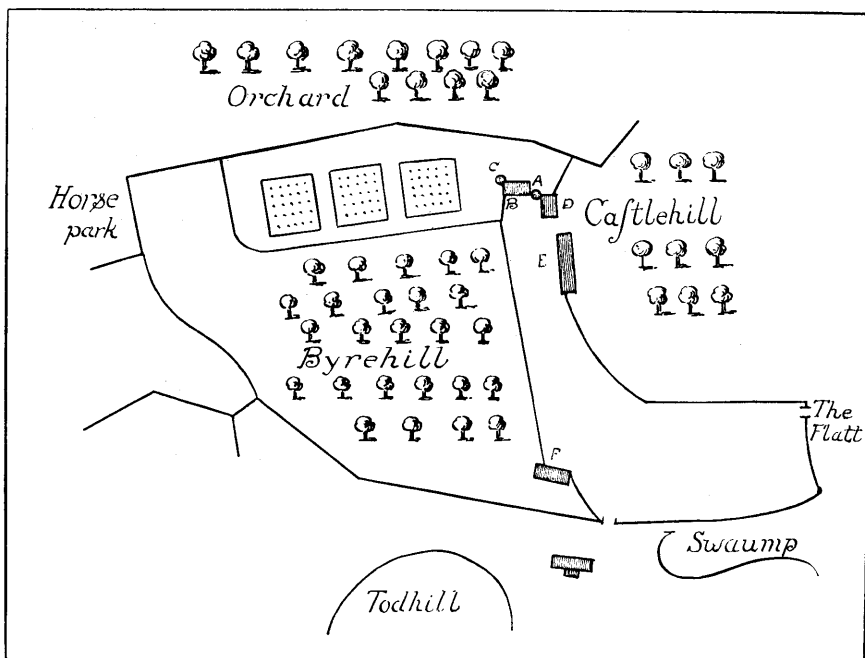 Orchard
C
A
B
D
Horse
park
Castlehill
E
Byrehill
The
Flatt
F
Swaump
Todhill